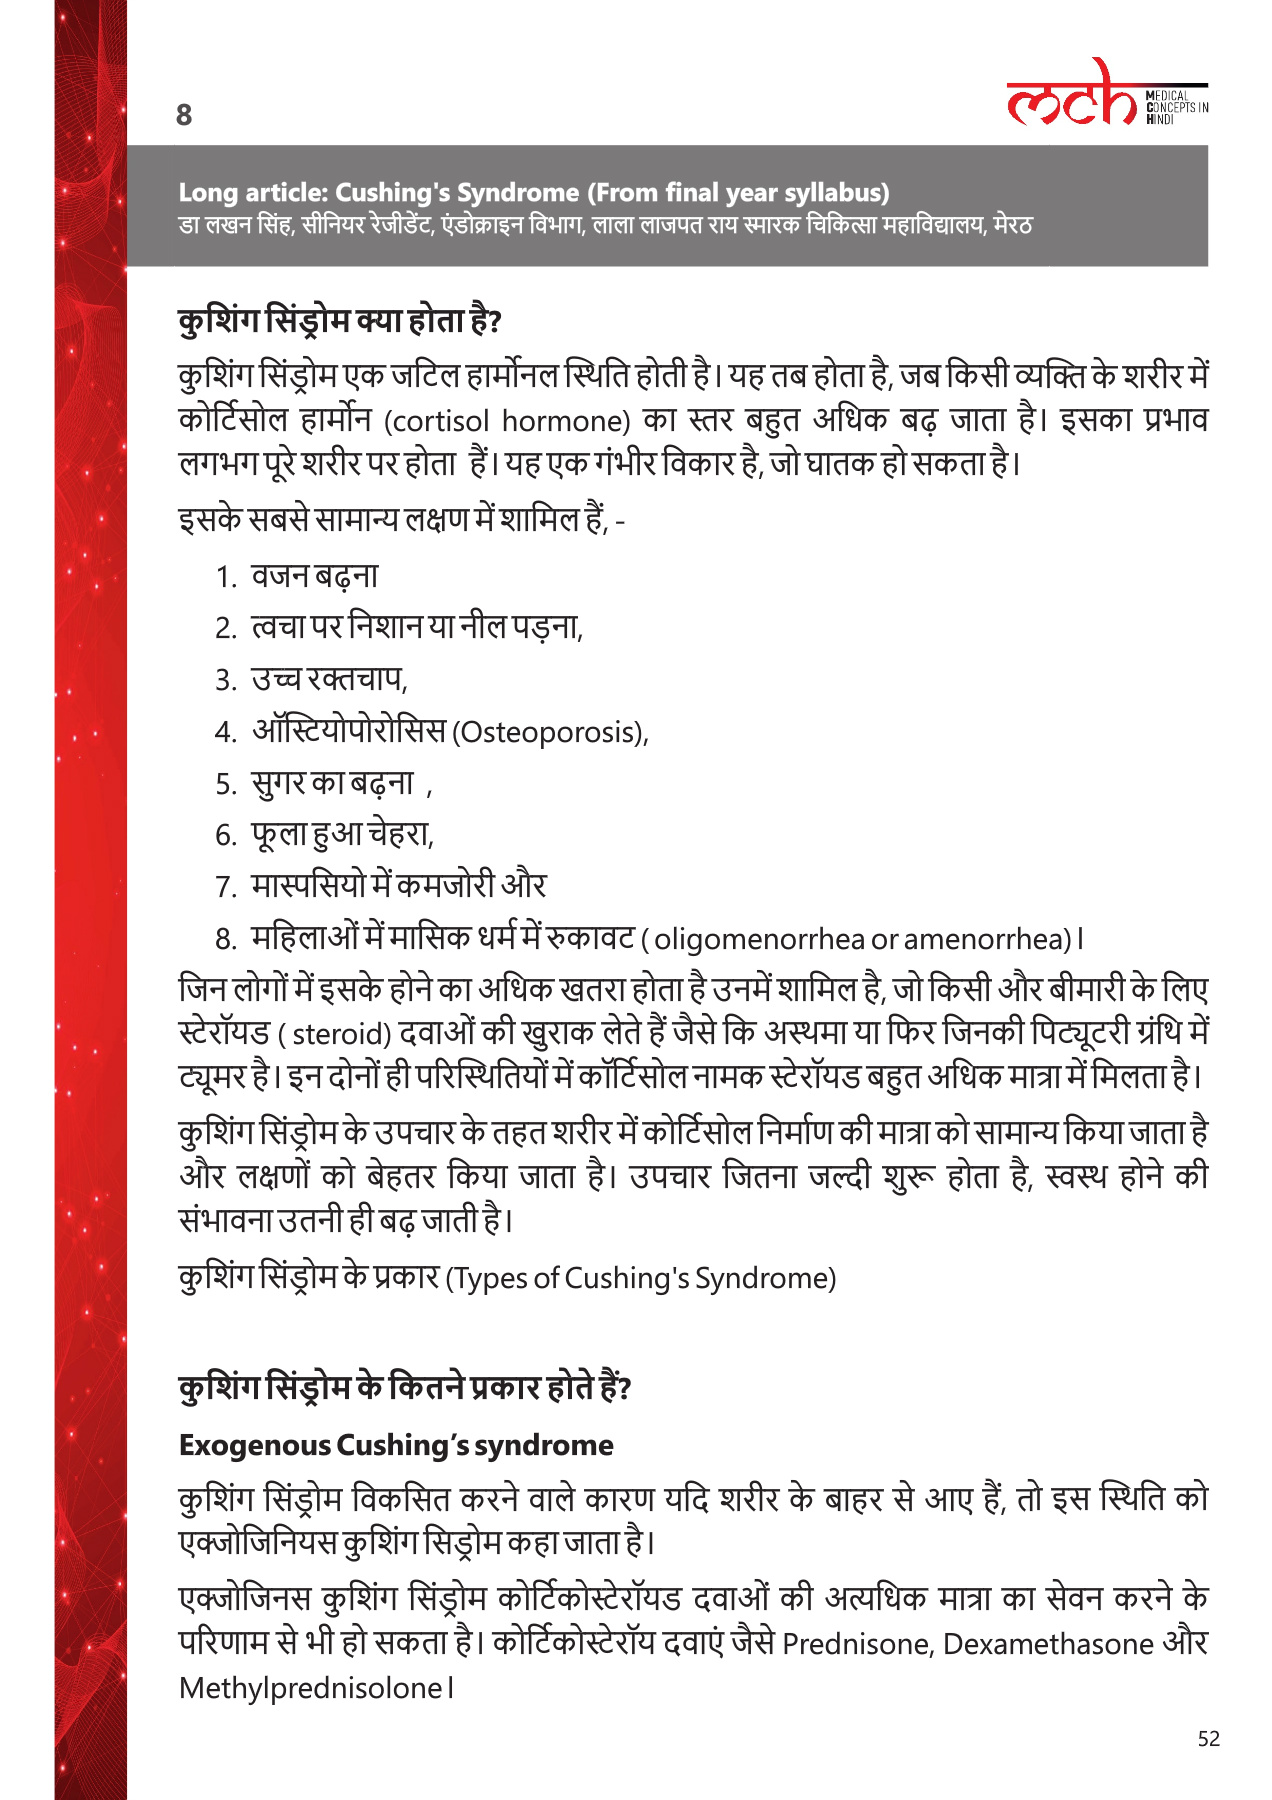 8
mch
MEDICAL
CONCEPTS IN
HINDI
Long article: Cushing's Syndrome (From final year syllabus)
डा लखन सिंह, सीनियर रेजीडेंट, एंडोक्राइन विभाग, लाला लाजपत राय स्मारक चिकित्सा महाविद्यालय, मेरठ
कुशिंग सिंड्रोम क्या होता है?
कुशिंग सिंड्रोम एक जटिल हार्मोनल स्थिति होती है। यह तब होता है, जब किसी व्यक्ति के शरीर में
कोर्टिसोल हार्मोन (cortisol hormone) का स्तर बहुत अधिक बढ़ जाता है। इसका प्रभाव
लगभग पूरे शरीर पर होता हैं। यह एक गंभीर विकार है, जो घातक हो सकता है।
इसके सबसे सामान्य लक्षण में शामिल हैं, -
1. वजन बढ़ना
2. त्वचा पर निशान या नील पड़ना,
3. उच्च रक्तचाप,
4. ऑस्टियोपोरोसिस (Osteoporosis),
5. सुगर का बढ़ना ,
6. फूला हुआ चेहरा,
7. मास्पसियो में कमजोरी और
8. महिलाओं में मासिक धर्म में रुकावट ( oligomenorrhea or amenorrhea) l
जिन लोगों में इसके होने का अधिक खतरा होता है उनमें शामिल है, जो किसी और बीमारी के लिए
स्टेरॉयड ( steroid) दवाओं की खुराक लेते हैं जैसे कि अस्थमा या फिर जिनकी पिट्यूटरी ग्रंथि में
ट्यूमर है। इन दोनों ही परिस्थितियों में कॉर्टिसोल नामक स्टेरॉयड बहुत अधिक मात्रा में मिलता है।
कुशिंग सिंड्रोम के उपचार के तहत शरीर में कोर्टिसोल निर्माण की मात्रा को सामान्य किया जाता है
और लक्षणों को बेहतर किया जाता है। उपचार जितना जल्दी शुरू होता है, स्वस्थ होने की
संभावना उतनी ही बढ़ जाती है।
कुशिंग सिंड्रोम के प्रकार (Types of Cushing's Syndrome)
कुशिंग सिंड्रोम के कितने प्रकार होते हैं?
Exogenous Cushing’s syndrome
कुशिंग सिंड्रोम विकसित करने वाले कारण यदि शरीर के बाहर से आए हैं, तो इस स्थिति को
एक्जोजिनियस कुशिंग सिड्रोम कहा जाता है।
एक्जोजिनस कुशिंग सिंड्रोम कोर्टिकोस्टेरॉयड दवाओं की अत्यधिक मात्रा का सेवन करने के
परिणाम से भी हो सकता है। कोर्टिकोस्टेरॉय दवाएं जैसे Prednisone, Dexamethasone और
Methylprednisolone l
52